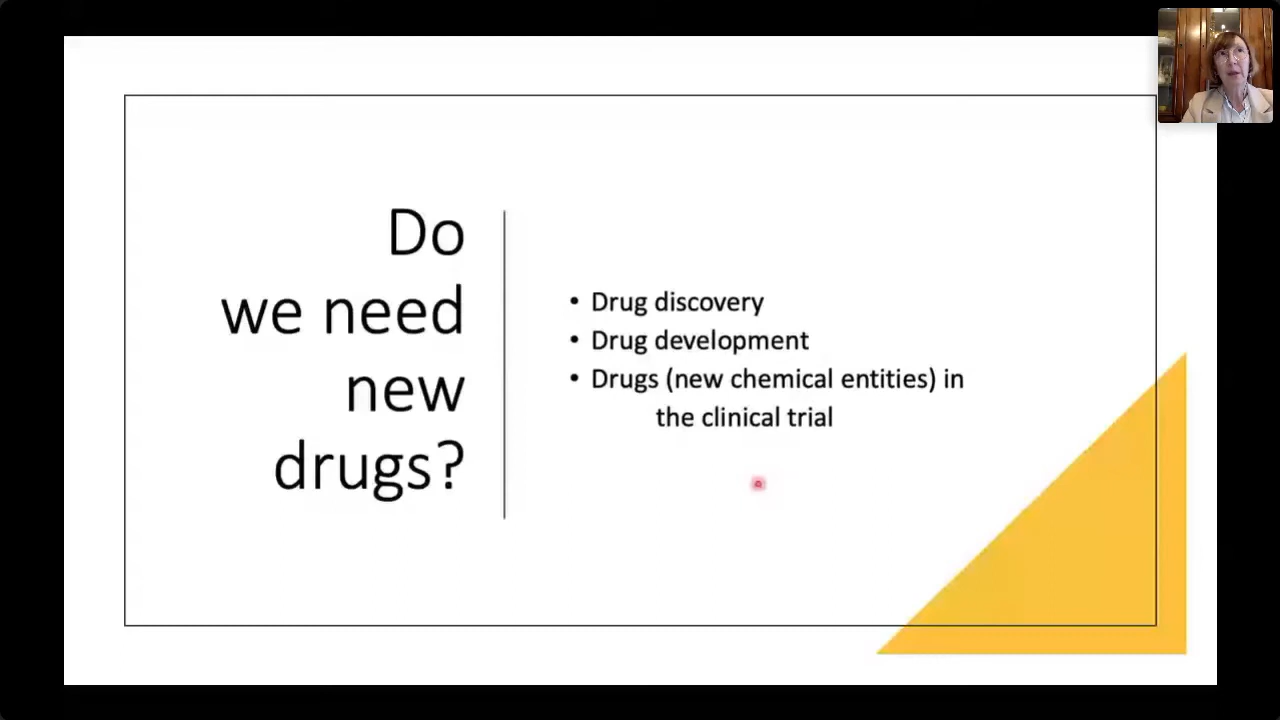 Do
we need
new
drugs?
• Drug discovery
• Drug development
• Drugs (new chemical entities) in
the clinical trial